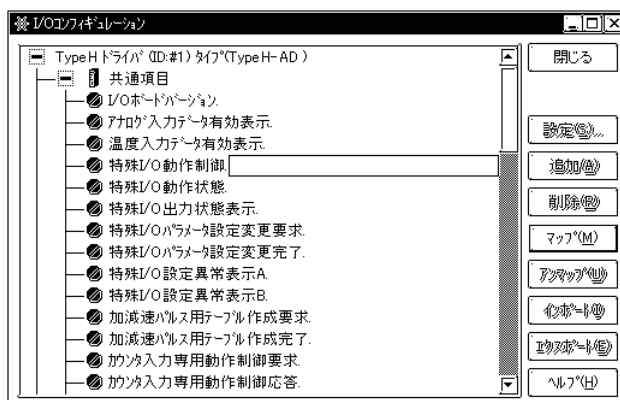 I/Oｺﾝﾌｨｷﾞｭﾚｰｼｮﾝ
TypeH ﾄﾞﾗｲﾊﾞ (ID:#1) ﾀｲﾌﾟ(TypeH-AD )
共通項目
I/Oﾎﾞｰﾄﾞﾊﾞｰｼﾞｮﾝ.
ｱﾅﾛｸﾞ入力ﾃﾞｰﾀ有効表示.
温度入力ﾃﾞｰﾀ有効表示.
特殊I/O動作制御.
特殊I/O動作状態.
特殊I/O出力状態表示.
特殊I/Oﾊﾟﾗﾒｰﾀ設定変更要求.
特殊I/Oﾊﾟﾗﾒｰﾀ設定変更完了.
特殊I/O設定異常表示A.
特殊I/O設定異常表示B.
加減速ﾊﾟﾙｽ用ﾃｰﾌﾞﾙ作成要求.
加減速ﾊﾟﾙｽ用ﾃｰﾌﾞﾙ作成完了.
ｶｳﾝﾀ入力専用動作制御要求.
ｶｳﾝﾀ入力専用動作制御応答.
閉じる
設定(S)...
追加(A)
削除(R)
ﾏｯﾌﾟ(M)
ｱﾝﾏｯﾌﾟ(U)
ｲﾝﾎﾟｰﾄ(I)
ｴｸｽﾎﾟｰﾄ(E)
ﾍﾙﾌﾟ(H)